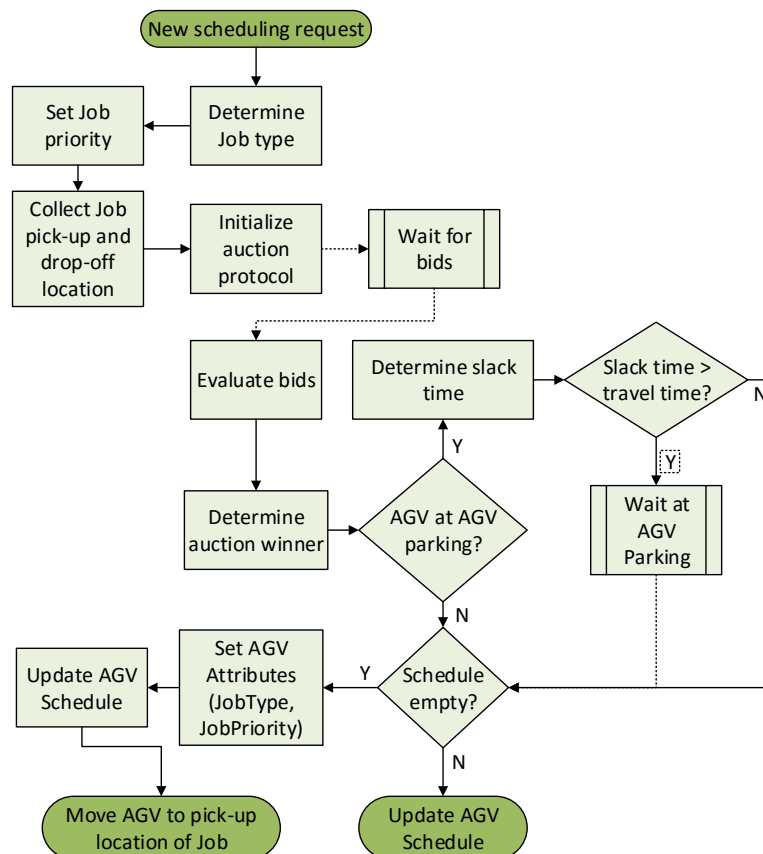 New scheduling request
Set Job
priority
Determine
Job type
Collect Job
pick-up and
drop-off
location
Initialize
auction
protocol
Wait for
bids
Evaluate bids
Determine slack
time
Slack time >
travel time?
N
Y
Y
Determine
auction winner
AGV at AGV
parking?
Wait at
AGV
Parking
N
Update AGV
Schedule
Set AGV
Attributes
(JobType,
JobPriority)
Y
Schedule
empty?
N
Move AGV to pick-up
location of Job
Update AGV
Schedule